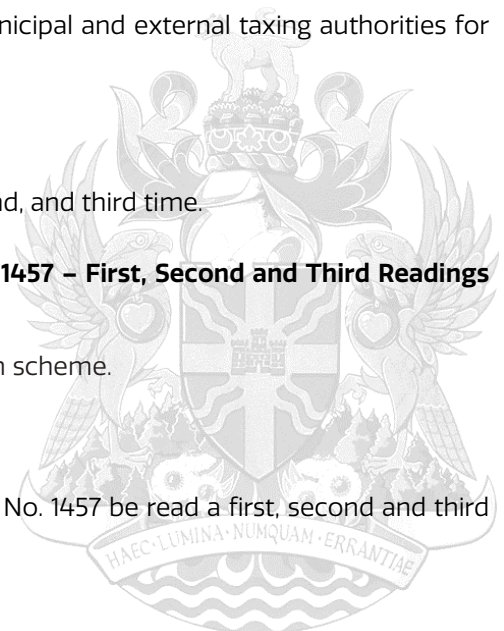 nicipal and external taxing authorities for
nd, and third time.
1457 – First, Second and Third Readings
n scheme.
No. 1457 be read a first, second and third
HAEC·LUMINA·NUMQUAM·ERRANTIAE